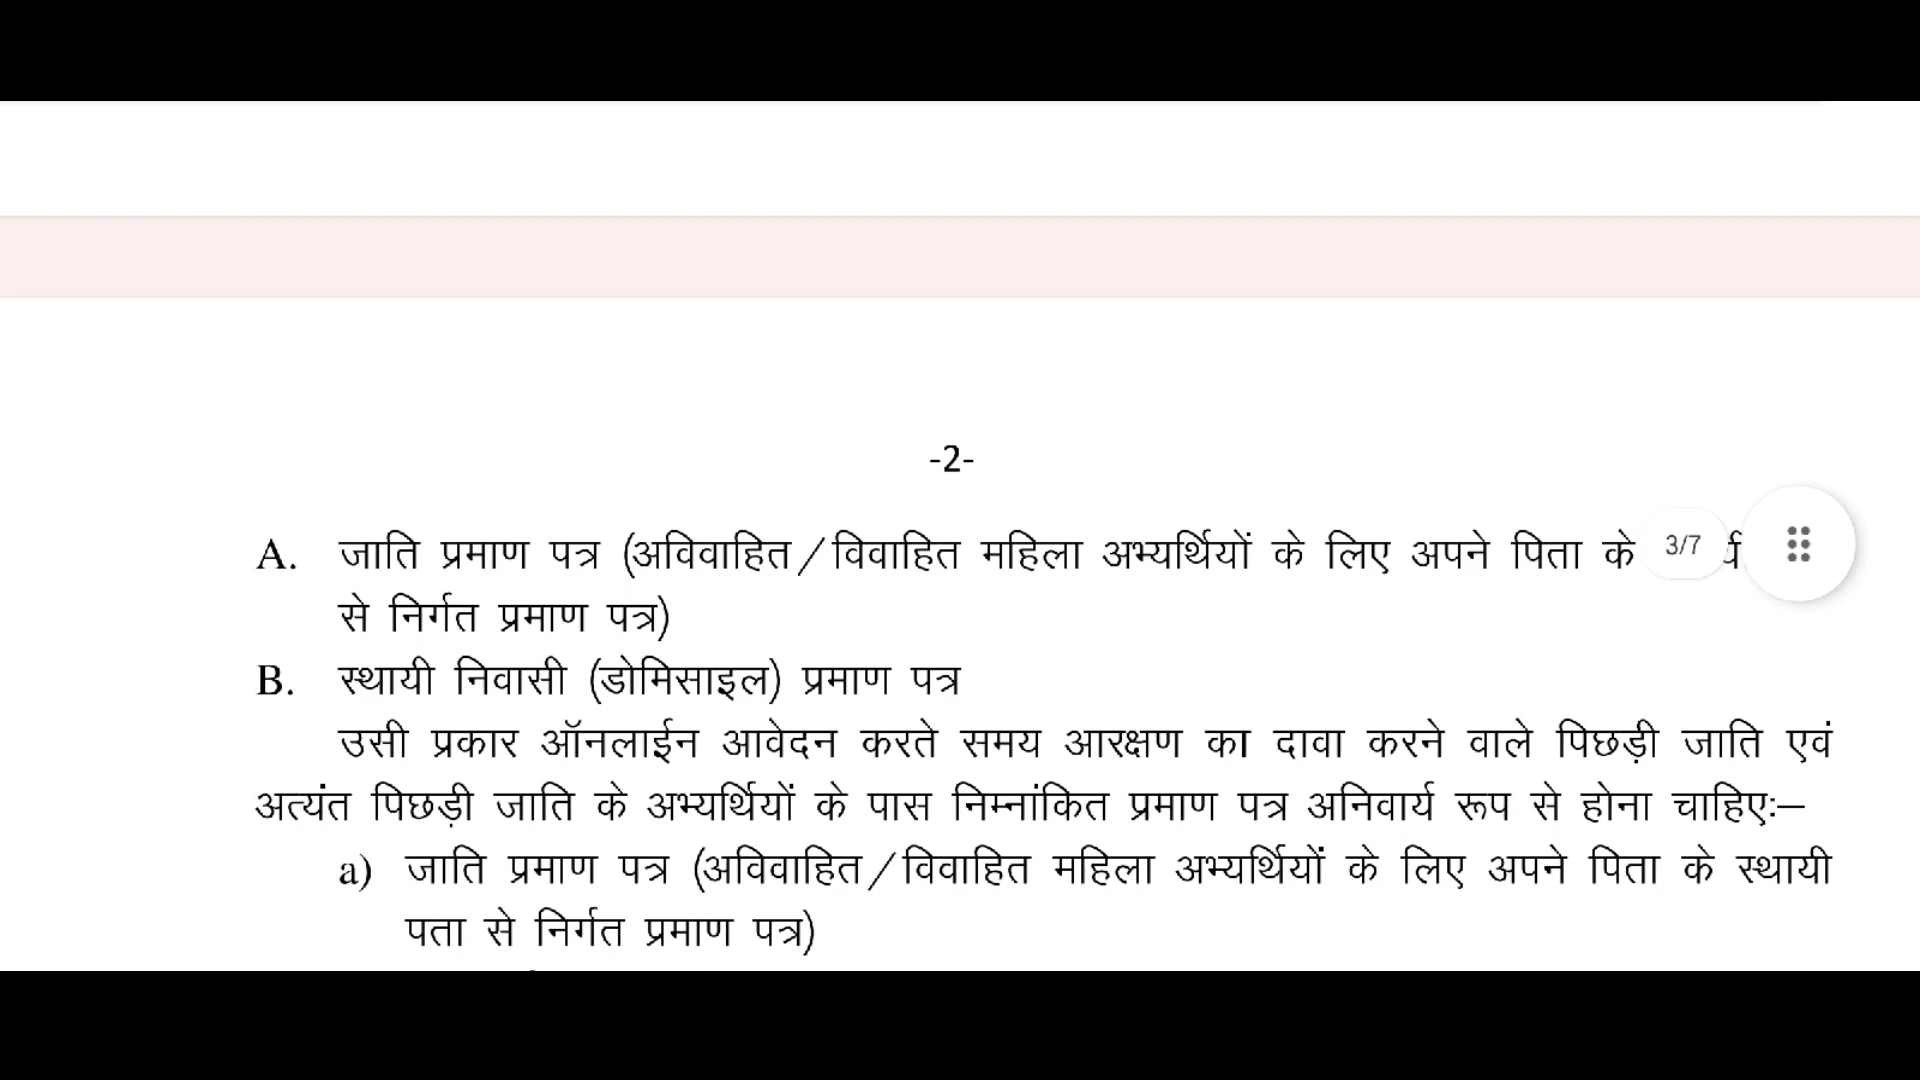 -2-
A. जाति प्रमाण पत्र (अविवाहित/विवाहित महिला अभ्यर्थियों के लिए अपने पिता के
3/7
से निर्गत प्रमाण पत्र)
B. स्थायी निवासी (डोमिसाइल) प्रमाण पत्र
उसी प्रकार ऑनलाईन आवेदन करते समय आरक्षण का दावा करने वाले पिछड़ी जाति एवं
अत्यंत पिछड़ी जाति के अभ्यर्थियों के पास निम्नांकित प्रमाण पत्र अनिवार्य रूप से होना चाहिए:–
a) जाति प्रमाण पत्र (अविवाहित/विवाहित महिला अभ्यर्थियों के लिए अपने पिता के स्थायी
पता से निर्गत प्रमाण पत्र)